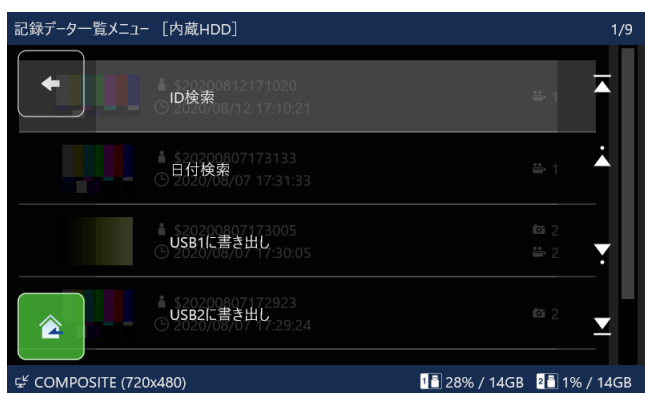 記録データ一覧メニュー ［内蔵HDD］ 1/9
$20200812171020
ID検索 1
2020/08/12 17:10:21
$20200807173133
日付検索 1
2020/08/07 17:31:33
$20200807173005 2
USB1に書き出し
2020/08/07 17:30:05 2
$20200807172923
USB2に書き出し 2
2020/08/07 17:29:24
COMPOSITE (720x480) 1 28% / 14GB 2 1% / 14GB